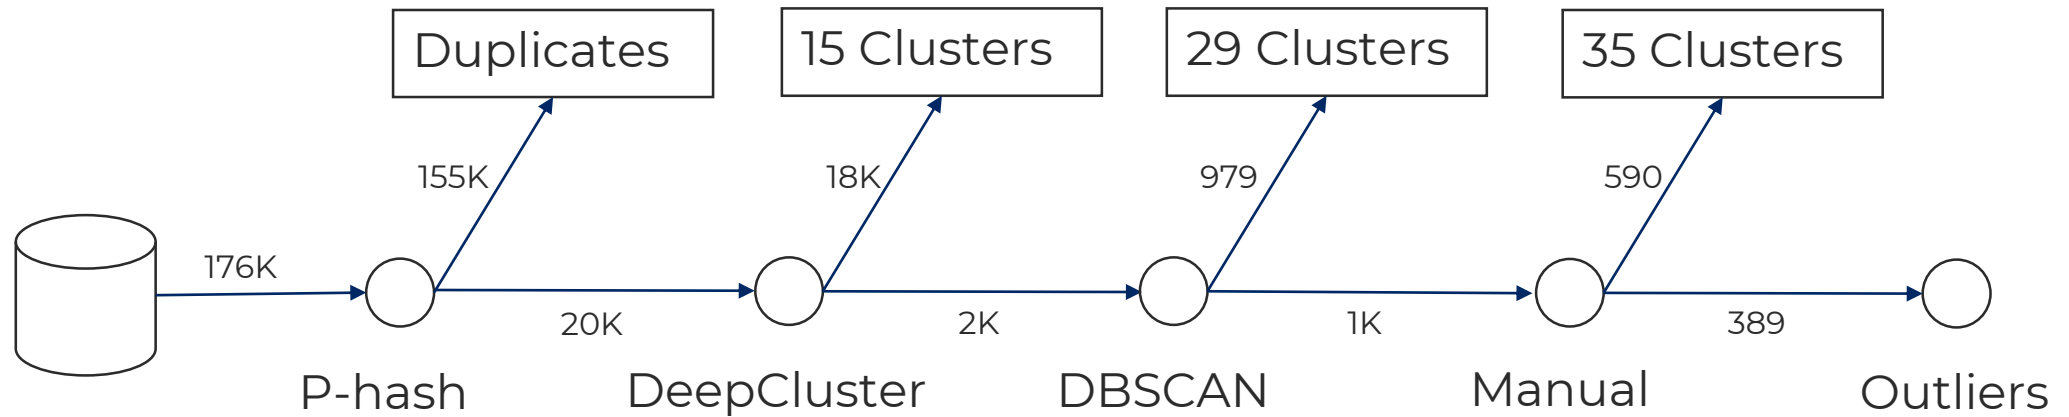 Duplicates
15 Clusters
29 Clusters
35 Clusters
155K
18K
979
590
176K
20K
2K
1K
389
P-hash
DeepCluster
DBSCAN
Manual
Outliers